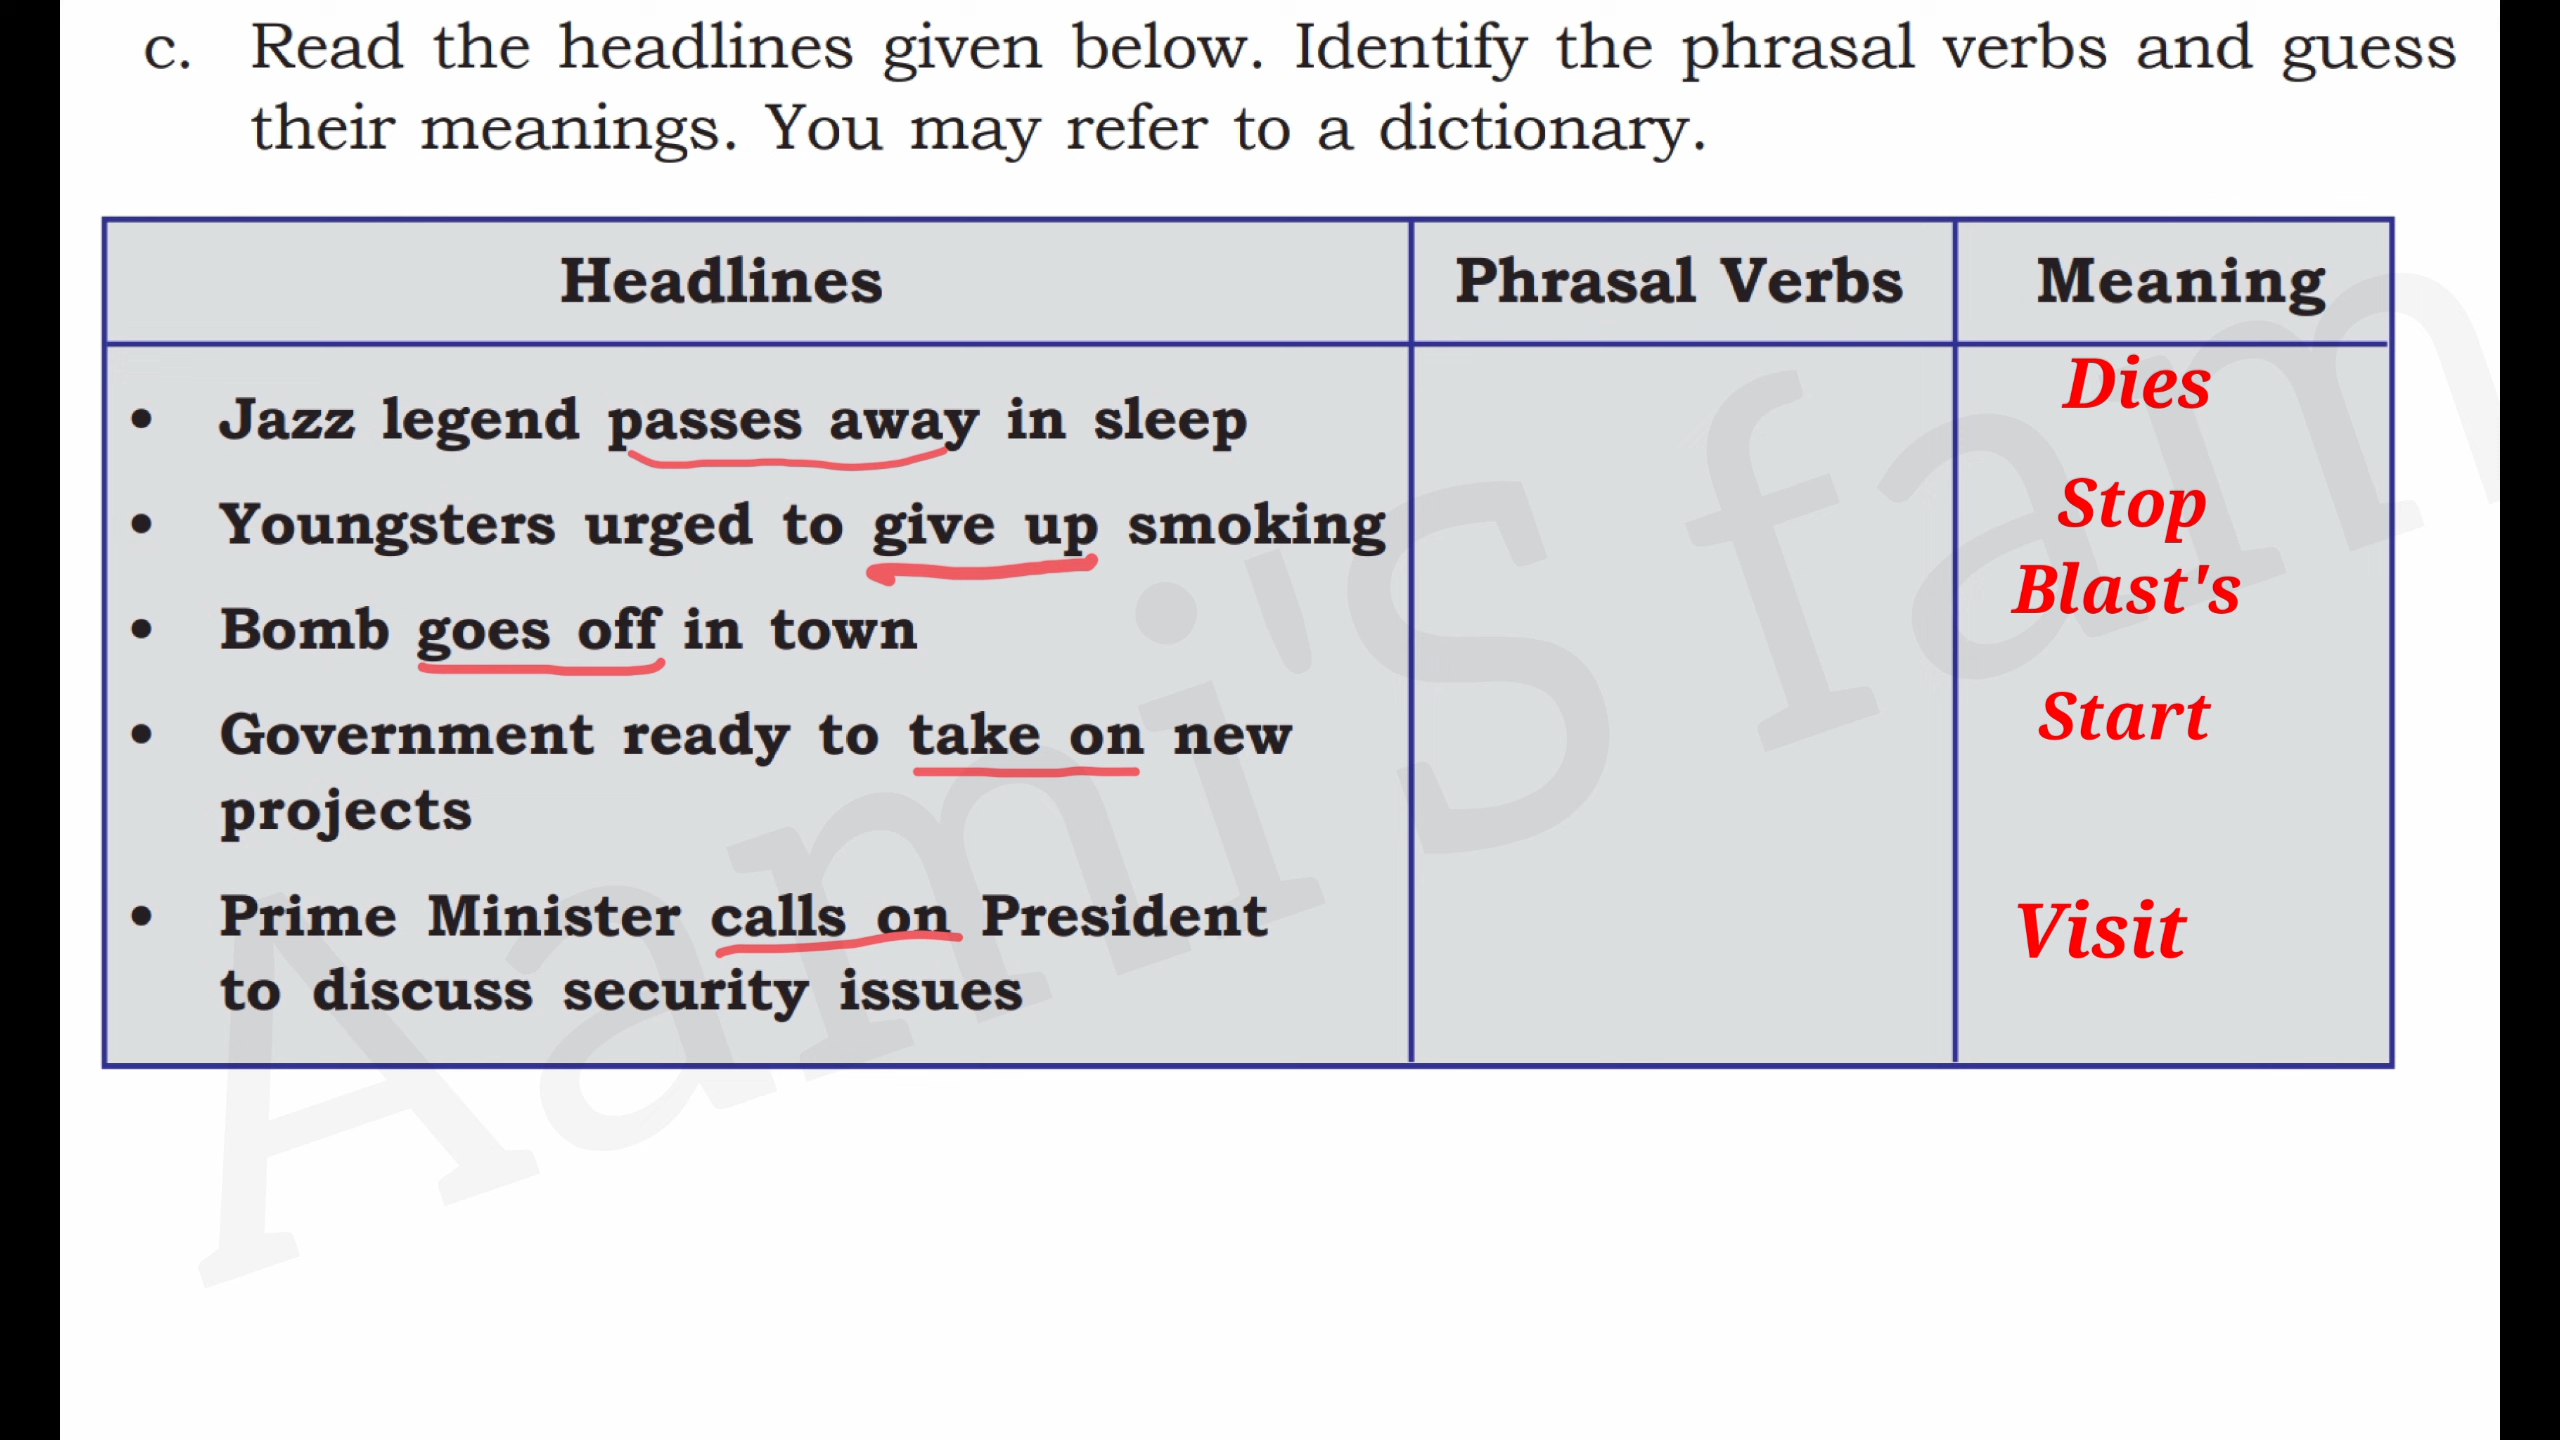 c. Read the headlines given below. Identify the phrasal verbs and guess
their meanings. You may refer to a dictionary.
Headlines Phrasal Verbs Meaning
• Jazz legend passes away in sleep Dies
• Youngsters urged to give up smoking Stop
• Bomb goes off in town Blast's
• Government ready to take on new Start
projects
• Prime Minister calls on President Visit
to discuss security issues
Aami'S fam